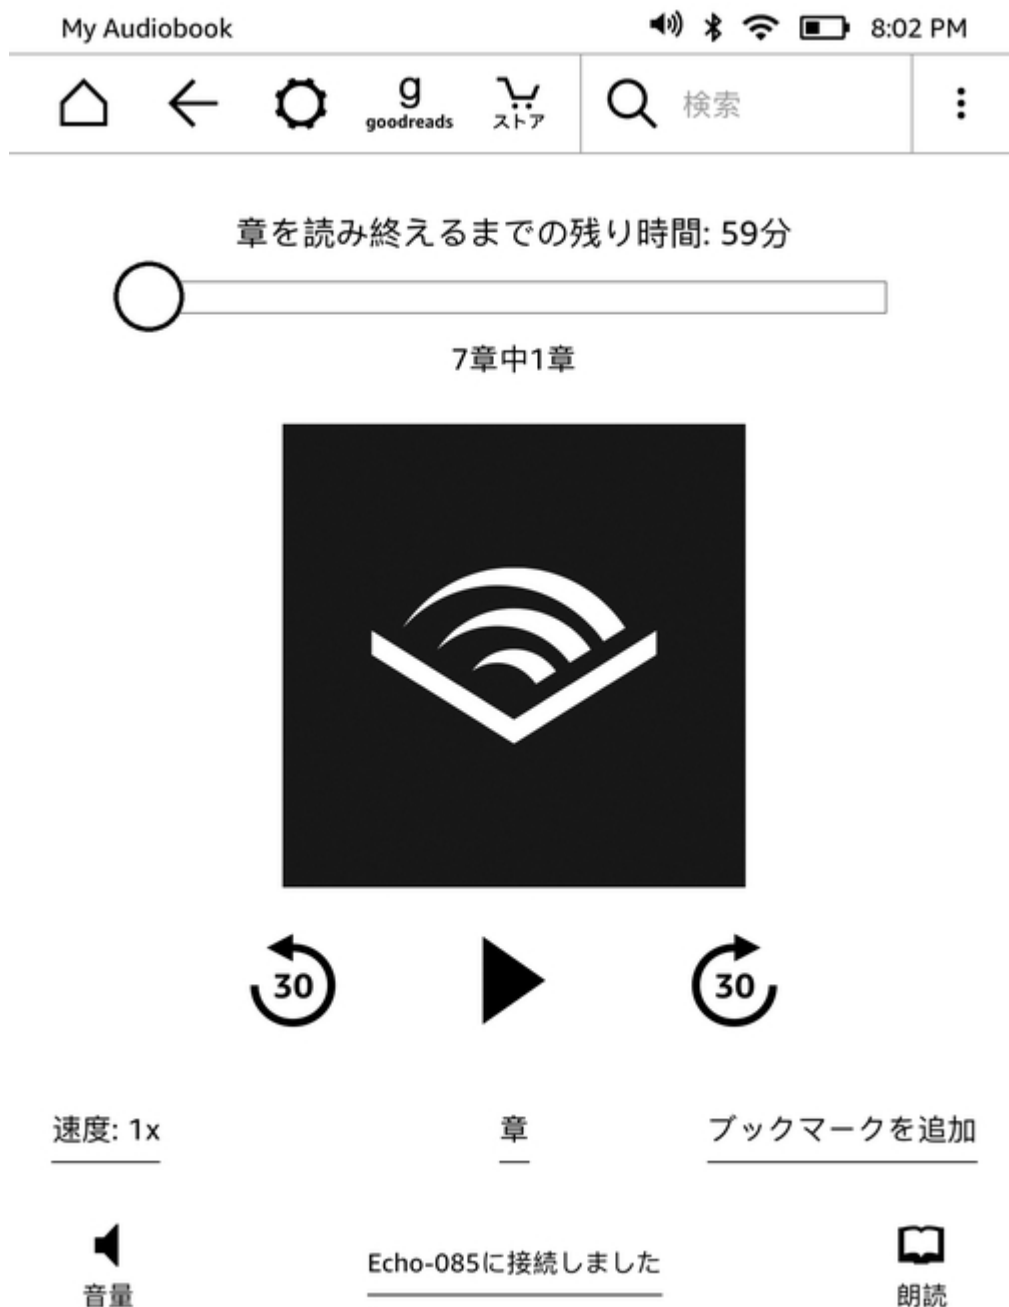 My Audiobook 8:02 PM
g
goodreads
ストア
検索
章を読み終えるまでの残り時間: 59分
7章中1章
30 30
速度: 1x 章 ブックマークを追加
Echo-085に接続しました
音量 朗読